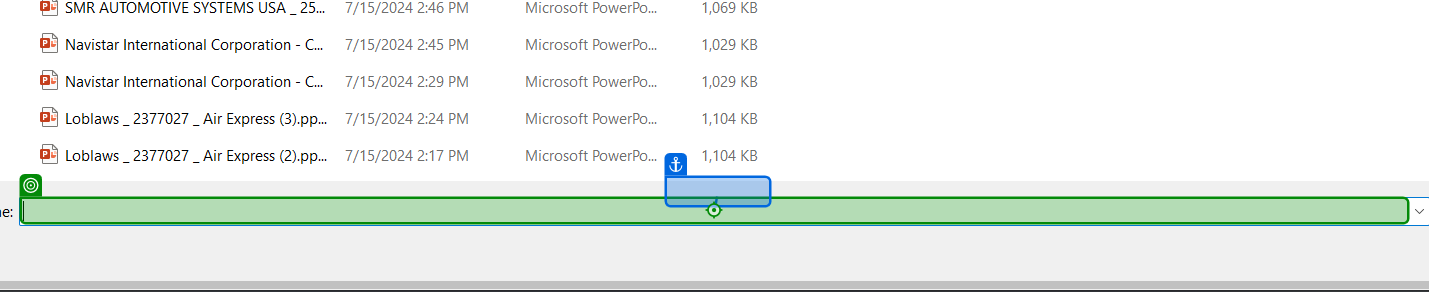 SMR AUTOMOTIVE SYSTEMS USA _ 25... 7/15/2024 2:46 PM Microsoft PowerPo... 1,069 KB
Navistar International Corporation - C... 7/15/2024 2:45 PM Microsoft PowerPo... 1,029 KB
Navistar International Corporation - C... 7/15/2024 2:29 PM Microsoft PowerPo... 1,029 KB
Loblaws _ 2377027 _ Air Express (3).pp... 7/15/2024 2:24 PM Microsoft PowerPo... 1,104 KB
Loblaws _ 2377027 _ Air Express (2).pp... 7/15/2024 2:17 PM Microsoft PowerPo... 1,104 KB
ne: